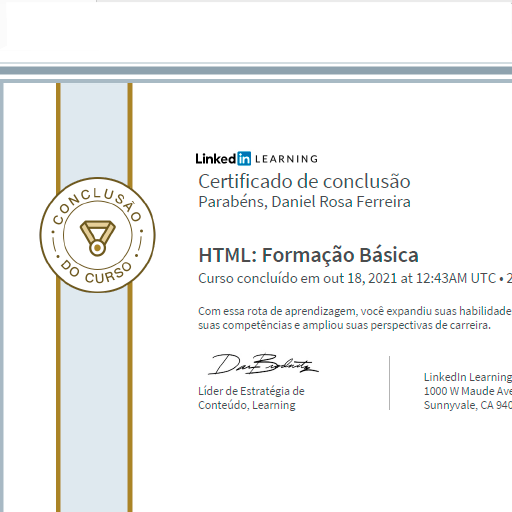 LinkedIn LEARNING
Certificado de conclusão
Parabéns, Daniel Rosa Ferreira
CONCLUSÃO
DO CURSO
HTML: Formação Básica
Curso concluído em out 18, 2021 at 12:43AM UTC • 2
Com essa rota de aprendizagem, você expandiu suas habilidade
suas competências e ampliou suas perspectivas de carreira.
Líder de Estratégia de
Conteúdo, Learning
LinkedIn Learning
1000 W Maude Ave
Sunnyvale, CA 940